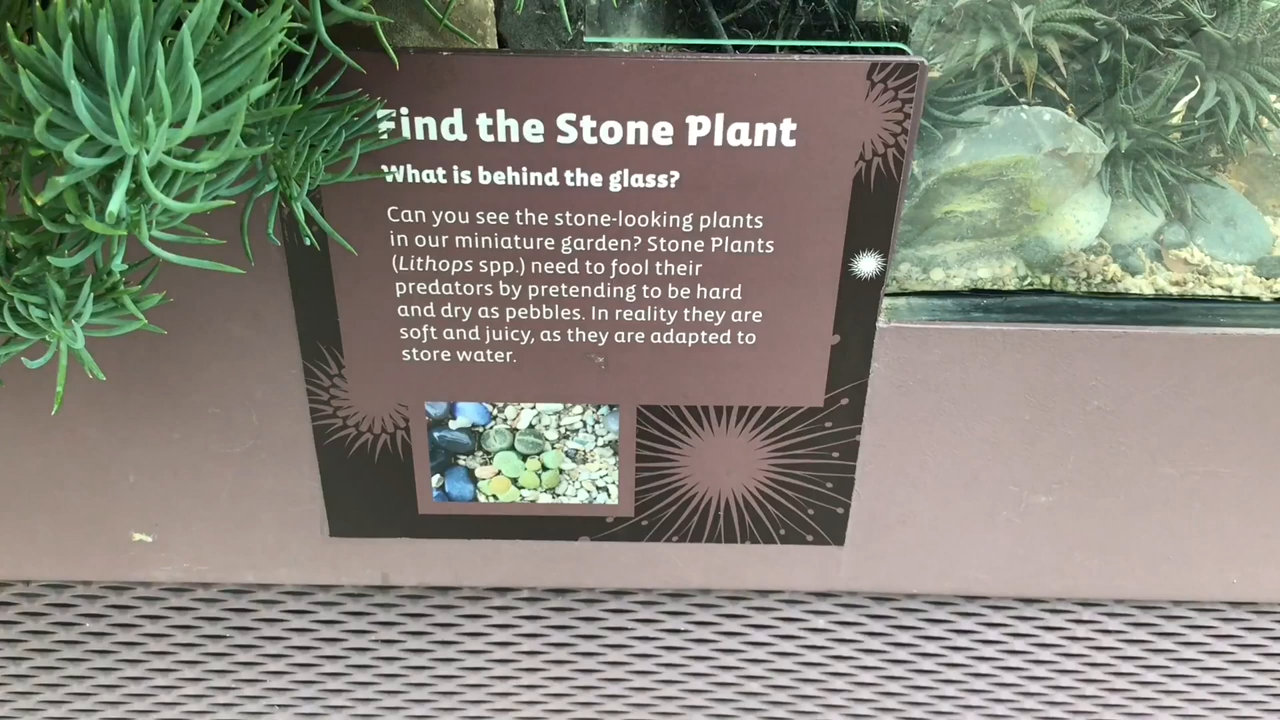 Find the Stone Plant
What is behind the glass?
Can you see the stone-looking plants
in our miniature garden? Stone Plants
(Lithops spp.) need to fool their
predators by pretending to be hard
and dry as pebbles. In reality they are
soft and juicy, as they are adapted to
store water.